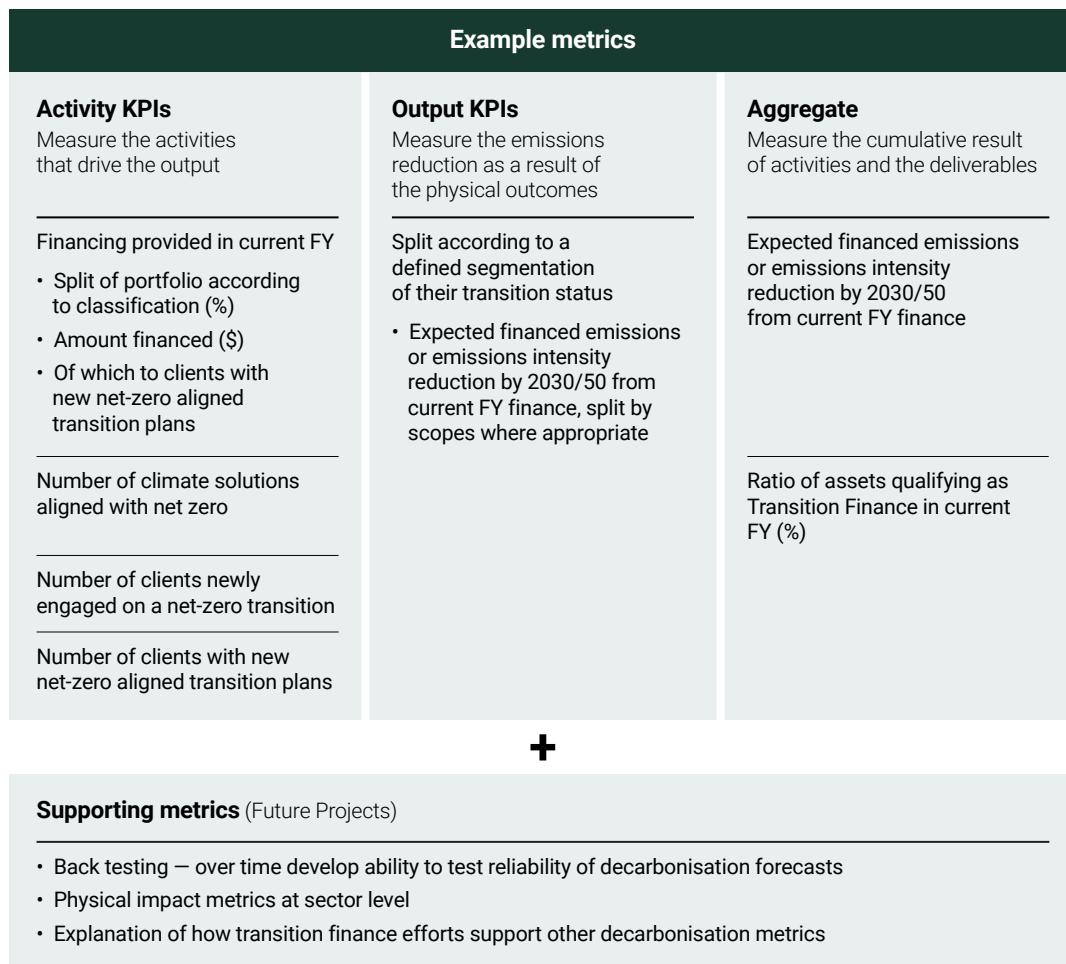 Example metrics
Activity KPIs
Measure the activities
that drive the output
Financing provided in current FY
• Split of portfolio according
to classification (%)
• Amount financed ($)
• Of which to clients with
new net-zero aligned
transition plans
Number of climate solutions
aligned with net zero
Number of clients newly
engaged on a net-zero transition
Number of clients with new
net-zero aligned transition plans
Output KPIs
Measure the emissions
reduction as a result of
the physical outcomes
Split according to a
defined segmentation
of their transition status
• Expected financed emissions
or emissions intensity
reduction by 2030/50 from
current FY finance, split by
scopes where appropriate
Aggregate
Measure the cumulative result
of activities and the deliverables
Expected financed emissions
or emissions intensity
reduction by 2030/50
from current FY finance
Ratio of assets qualifying as
Transition Finance in current
FY (%)
+
Supporting metrics (Future Projects)
• Back testing — over time develop ability to test reliability of decarbonisation forecasts
• Physical impact metrics at sector level
• Explanation of how transition finance efforts support other decarbonisation metrics